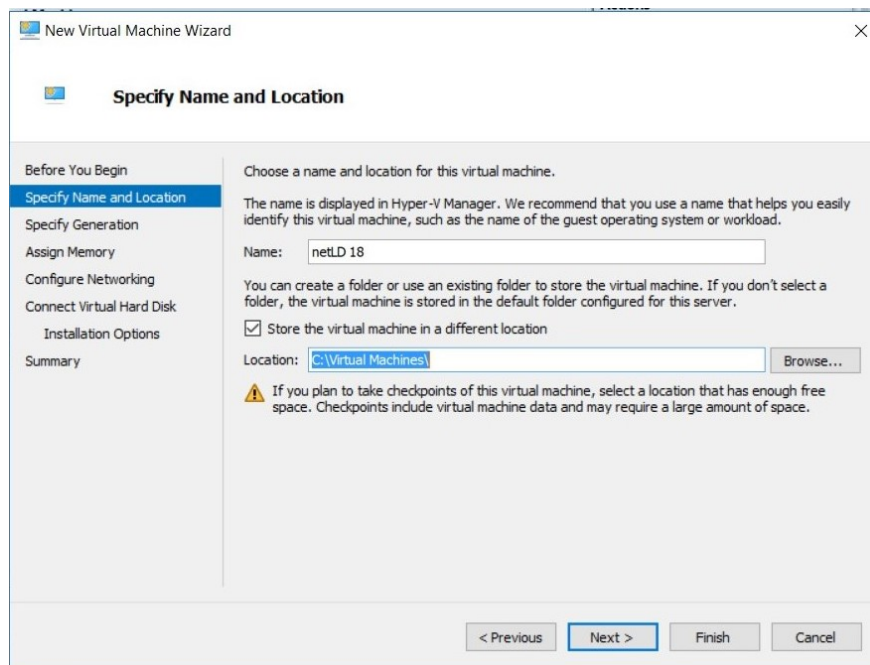 New Virtual Machine Wizard
Specify Name and Location
Before You Begin
Specify Name and Location
Specify Generation
Assign Memory
Configure Networking
Connect Virtual Hard Disk
Installation Options
Summary
Choose a name and location for this virtual machine.
The name is displayed in Hyper-V Manager. We recommend that you use a name that helps you easily
identify this virtual machine, such as the name of the guest operating system or workload.
Name: netLD 18
You can create a folder or use an existing folder to store the virtual machine. If you don't select a
folder, the virtual machine is stored in the default folder configured for this server.
Store the virtual machine in a different location
Location: C:\Virtual Machines\ Browse...
If you plan to take checkpoints of this virtual machine, select a location that has enough free
space. Checkpoints include virtual machine data and may require a large amount of space.
< Previous Next > Finish Cancel